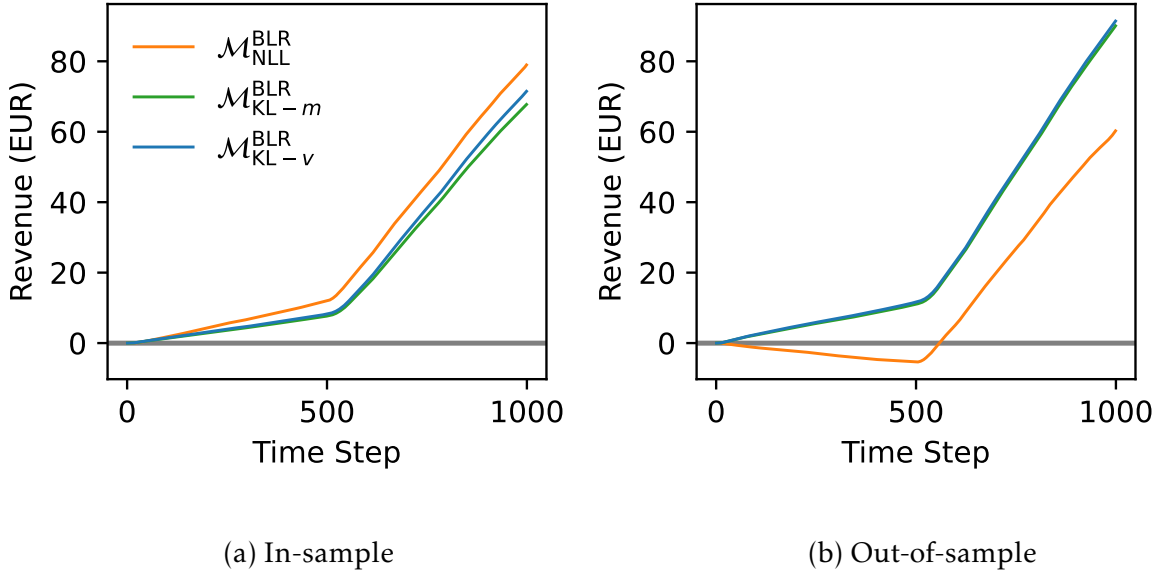 Revenue (EUR)
80
60
40
20
0
0 500 1000
Time Step
ℳ^BLR_NLL
ℳ^BLR_KL−m
ℳ^BLR_KL−v
(a) In-sample
Revenue (EUR)
80
60
40
20
0
0 500 1000
Time Step
(b) Out-of-sample